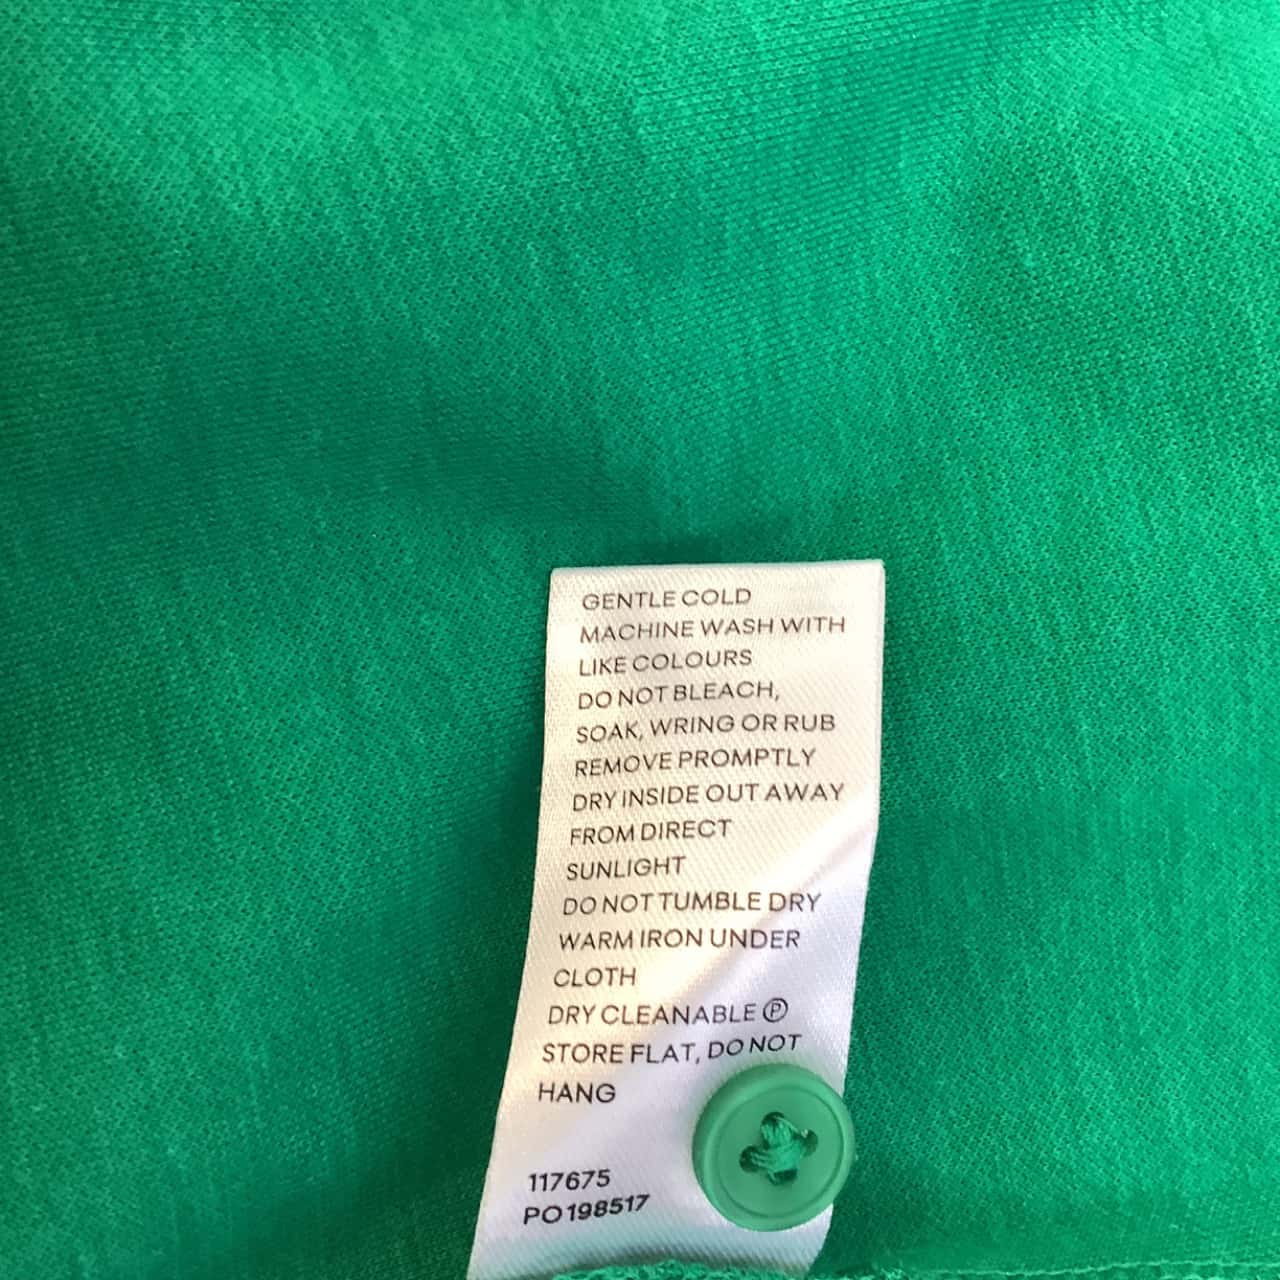 GENTLE COLD
MACHINE WASH WITH
LIKE COLOURS
DO NOT BLEACH,
SOAK, WRING OR RUB
REMOVE PROMPTLY
DRY INSIDE OUT AWAY
FROM DIRECT
SUNLIGHT
DO NOT TUMBLE DRY
WARM IRON UNDER
CLOTH
DRY CLEANABLE Ⓟ
STORE FLAT, DO NOT
HANG
117675
PO198517